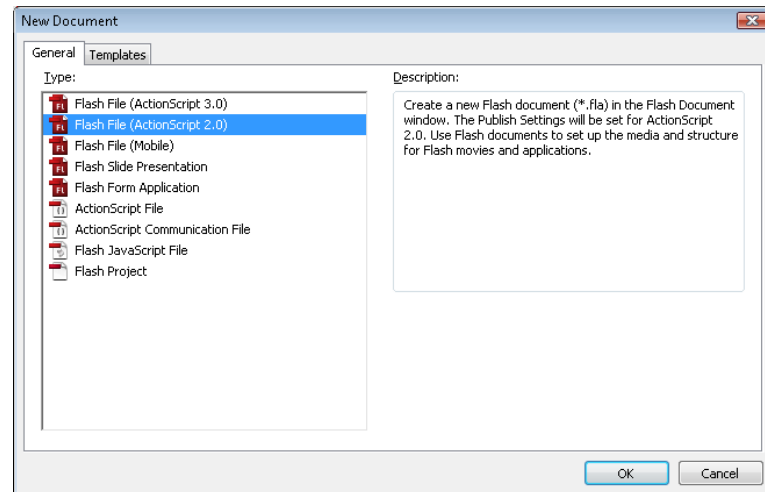 New Document
General
Templates
Type:
Description:
Flash File (ActionScript 3.0)
Flash File (ActionScript 2.0)
Flash File (Mobile)
Flash Slide Presentation
Flash Form Application
ActionScript File
ActionScript Communication File
Flash JavaScript File
Flash Project
Create a new Flash document (*.fla) in the Flash Document
window. The Publish Settings will be set for ActionScript
2.0. Use Flash documents to set up the media and structure
for Flash movies and applications.
OK
Cancel